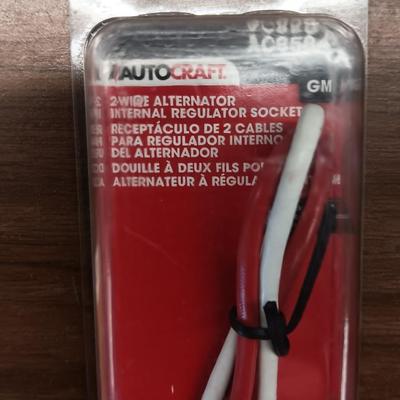 AUTOCRAFT
GM
2-WIRE ALTERNATOR
INTERNAL REGULATOR SOCKET
RECEPTÁCULO DE 2 CABLES
PARA REGULADOR INTERNO
DEL ALTERNADOR
DOUILLE À DEUX FILS POUR
ALTERNATEUR À RÉGULA